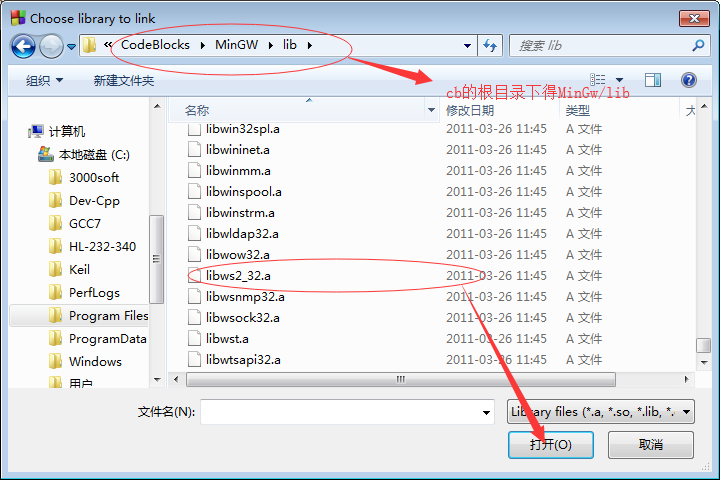 Choose library to link
« CodeBlocks MinGW lib
搜索 lib
组织 新建文件夹
cb的根目录下得MinGw/lib
名称 修改日期 类型 大
计算机
本地磁盘 (C:)
3000soft
Dev-Cpp
GCC7
HL-232-340
Keil
PerfLogs
Program Files
ProgramData
Windows
用户
libwin32spl.a 2011-03-26 11:45 A 文件
libwininet.a 2011-03-26 11:45 A 文件
libwinmm.a 2011-03-26 11:45 A 文件
libwinspool.a 2011-03-26 11:45 A 文件
libwinstrm.a 2011-03-26 11:45 A 文件
libwldap32.a 2011-03-26 11:45 A 文件
libwow32.a 2011-03-26 11:45 A 文件
libws2_32.a 2011-03-26 11:45 A 文件
libwsnmp32.a 2011-03-26 11:45 A 文件
libwsock32.a 2011-03-26 11:45 A 文件
libwst.a 2011-03-26 11:45 A 文件
libwtsapi32.a 2011-03-26 11:45 A 文件
文件名(N):
Library files (*.a, *.so, *.lib, *.
打开(O) 取消